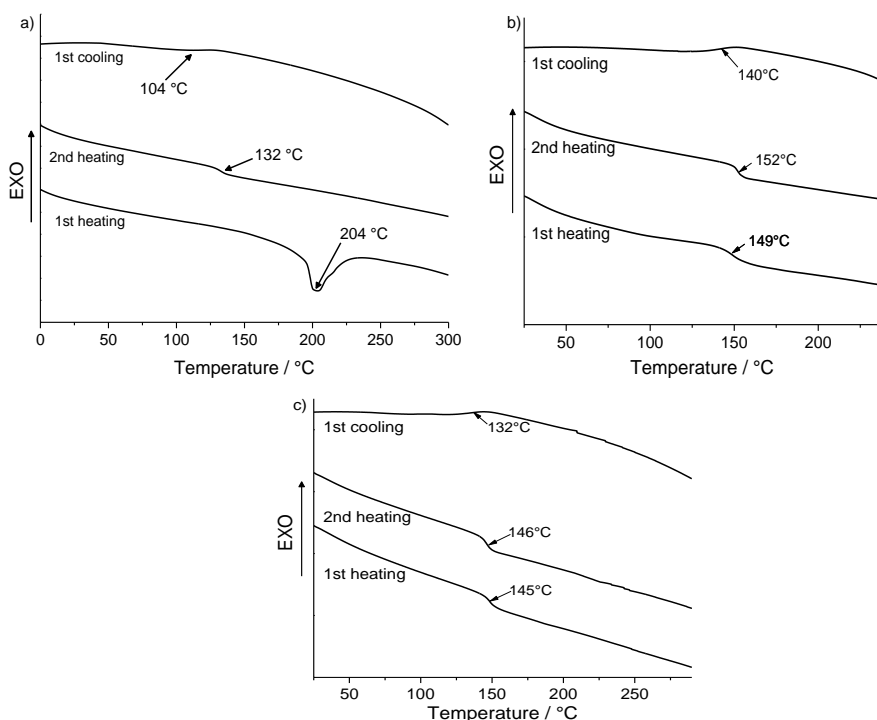 a)
1st cooling
104 °C
2nd heating
132 °C
1st heating
204 °C
EXO
0 50 100 150 200 250 300
Temperature / °C
b)
1st cooling
140°C
2nd heating
152°C
1st heating
149°C
EXO
50 100 150 200
Temperature / °C
c)
1st cooling
132°C
2nd heating
146°C
1st heating
145°C
EXO
50 100 150 200 250
Temperature / °C